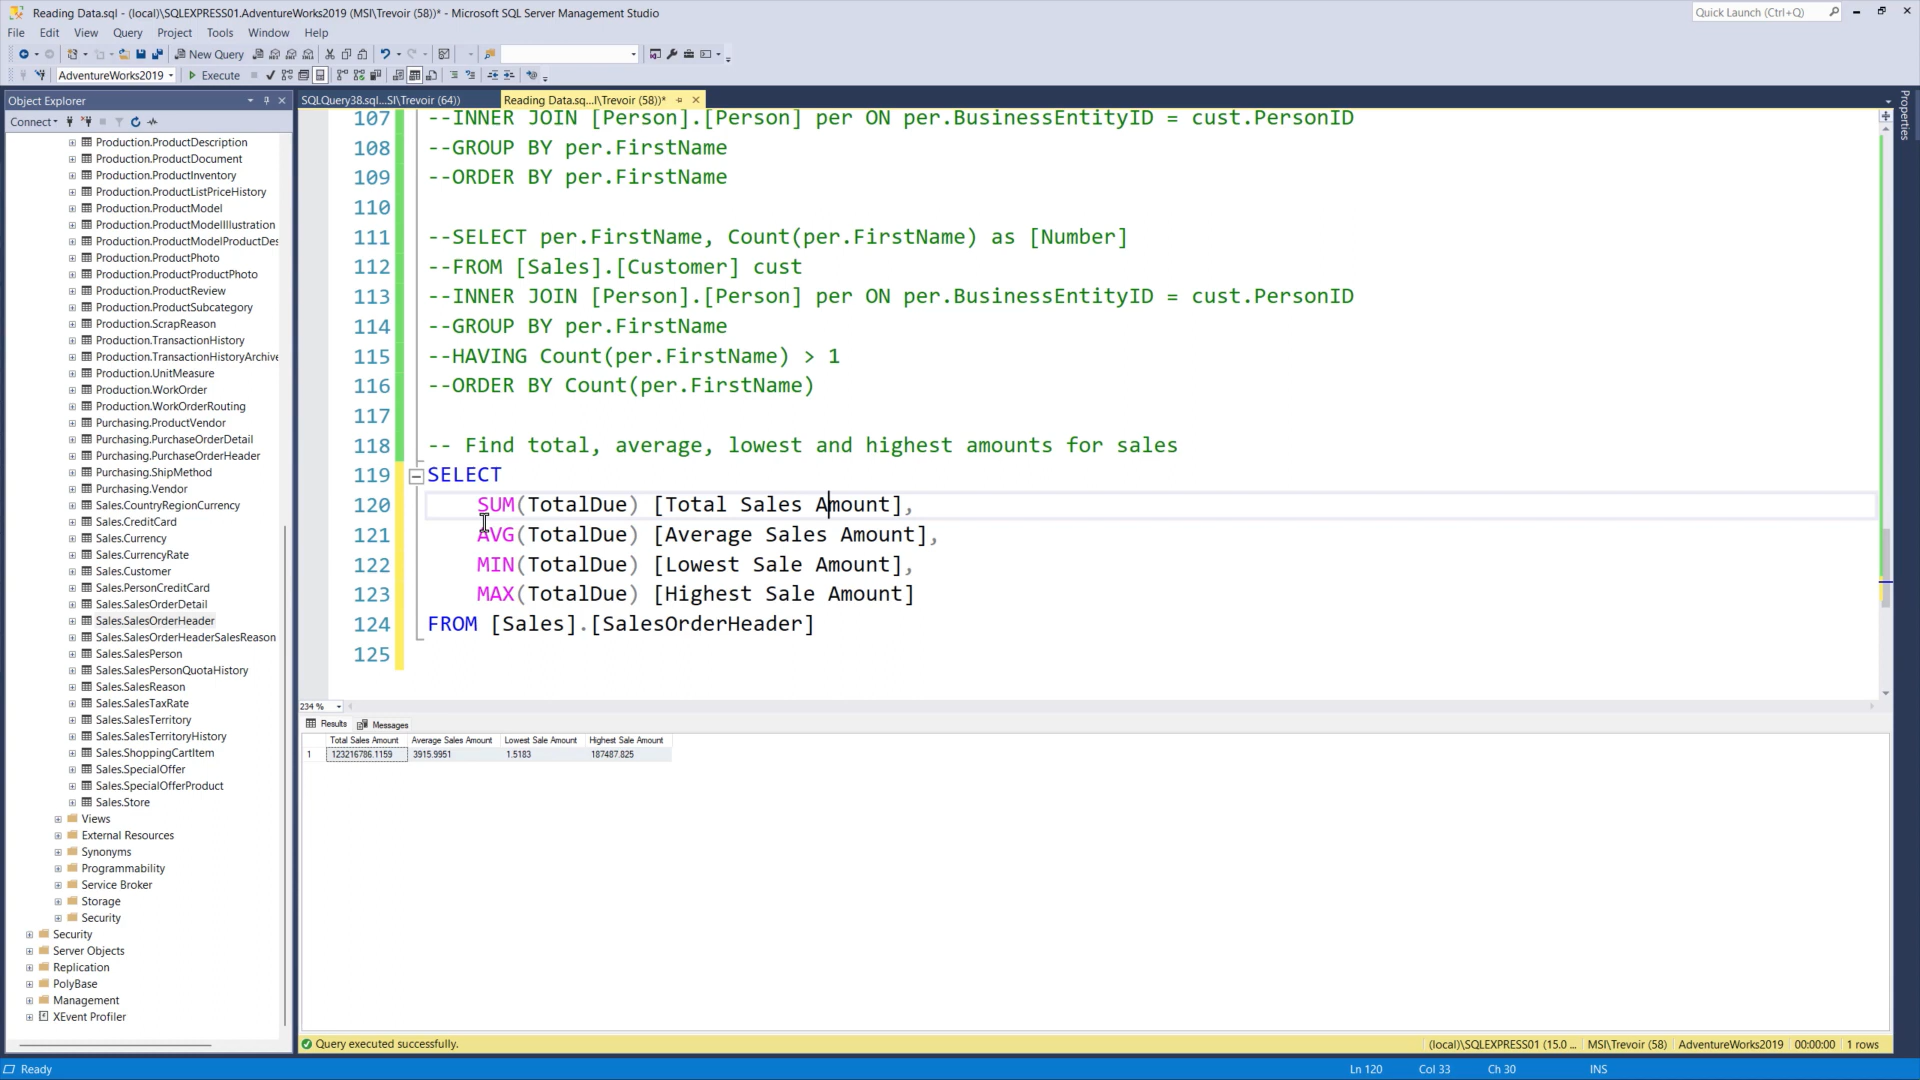 Reading Data.sql - (local)\SQLEXPRESS01.AdventureWorks2019 (MSI\Trevoir (58))* - Microsoft SQL Server Management Studio
Quick Launch (Ctrl+Q)
File Edit View Query Project Tools Window Help
New Query
AdventureWorks2019 Execute
Object Explorer
Connect
Production.ProductDescription
Production.ProductDocument
Production.ProductInventory
Production.ProductListPriceHistory
Production.ProductModel
Production.ProductModelIllustration
Production.ProductModelProductDes
Production.ProductPhoto
Production.ProductProductPhoto
Production.ProductReview
Production.ProductSubcategory
Production.ScrapReason
Production.TransactionHistory
Production.TransactionHistoryArchive
Production.UnitMeasure
Production.WorkOrder
Production.WorkOrderRouting
Purchasing.ProductVendor
Purchasing.PurchaseOrderDetail
Purchasing.PurchaseOrderHeader
Purchasing.ShipMethod
Purchasing.Vendor
Sales.CountryRegionCurrency
Sales.CreditCard
Sales.Currency
Sales.CurrencyRate
Sales.Customer
Sales.PersonCreditCard
Sales.SalesOrderDetail
Sales.SalesOrderHeader
Sales.SalesOrderHeaderSalesReason
Sales.SalesPerson
Sales.SalesPersonQuotaHistory
Sales.SalesReason
Sales.SalesTaxRate
Sales.SalesTerritory
Sales.SalesTerritoryHistory
Sales.ShoppingCartItem
Sales.SpecialOffer
Sales.SpecialOfferProduct
Sales.Store
Views
External Resources
Synonyms
Programmability
Service Broker
Storage
Security
Security
Server Objects
Replication
PolyBase
Management
XEvent Profiler
SQLQuery38.sql...SI\Trevoir (64)) Reading Data.sq...I\Trevoir (58))*
107 --INNER JOIN [Person].[Person] per ON per.BusinessEntityID = cust.PersonID
108 --GROUP BY per.FirstName
109 --ORDER BY per.FirstName
110
111 --SELECT per.FirstName, Count(per.FirstName) as [Number]
112 --FROM [Sales].[Customer] cust
113 --INNER JOIN [Person].[Person] per ON per.BusinessEntityID = cust.PersonID
114 --GROUP BY per.FirstName
115 --HAVING Count(per.FirstName) > 1
116 --ORDER BY Count(per.FirstName)
117
118 -- Find total, average, lowest and highest amounts for sales
119 SELECT
120 SUM(TotalDue) [Total Sales Amount],
121 AVG(TotalDue) [Average Sales Amount],
122 MIN(TotalDue) [Lowest Sale Amount],
123 MAX(TotalDue) [Highest Sale Amount]
124 FROM [Sales].[SalesOrderHeader]
125
234 %
Results Messages
Total Sales Amount Average Sales Amount Lowest Sale Amount Highest Sale Amount
1 123216786.1159 3915.9951 1.5183 187487.825
Query executed successfully. (local)\SQLEXPRESS01 (15.0 ... MSI\Trevoir (58) AdventureWorks2019 00:00:00 1 rows
Ready Ln 120 Col 33 Ch 30 INS
Properties